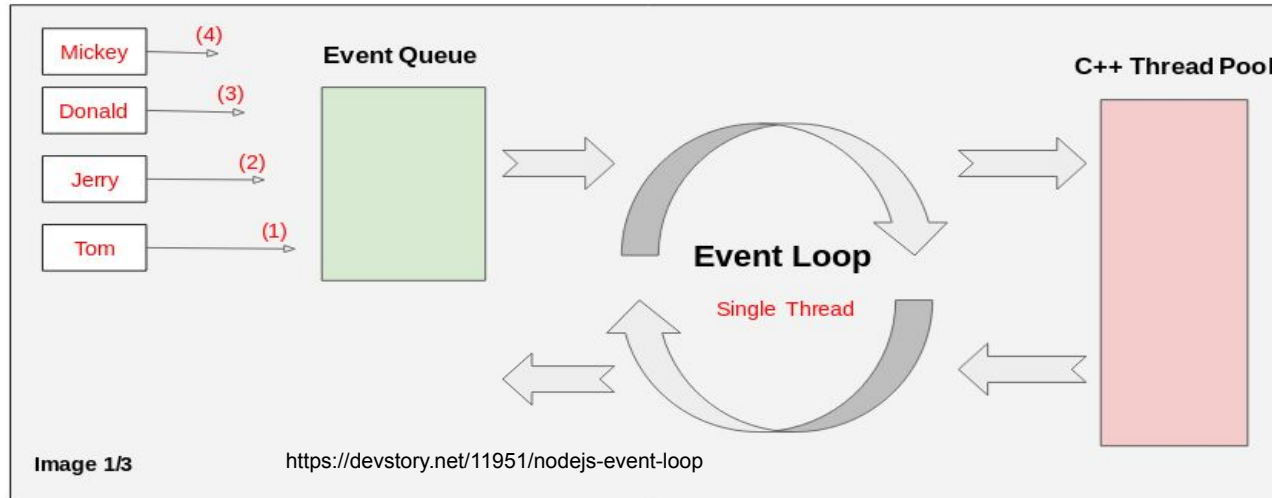 Mickey
(4)
Donald
(3)
Jerry
(2)
Tom
(1)
Event Queue
Event Loop
Single Thread
C++ Thread Pool
Image 1/3
https://devstory.net/11951/nodejs-event-loop